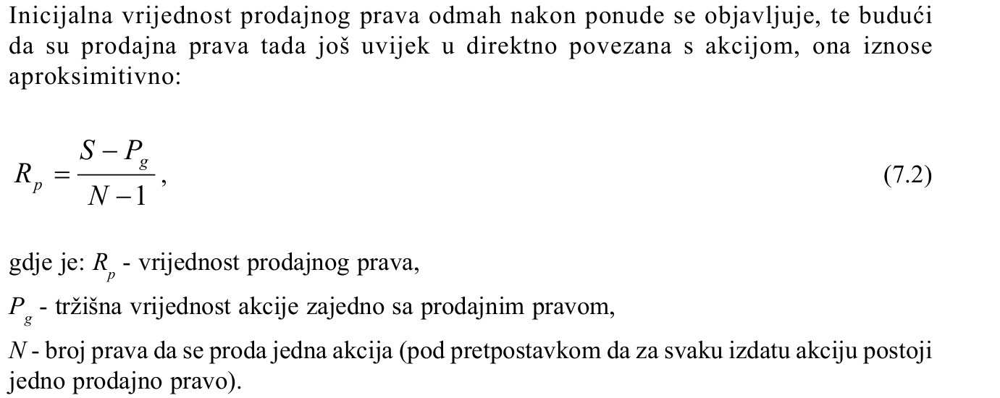 Inicijalna vrijednost prodajnog prava odmah nakon ponude se objavljuje, te budući
da su prodajna prava tada još uvijek u direktno povezana s akcijom, ona iznose
aproksimitivno:
R_p = \frac{S - P_g}{N - 1}, (7.2)
gdje je: R_p - vrijednost prodajnog prava,
P_g - tržišna vrijednost akcije zajedno sa prodajnim pravom,
N - broj prava da se proda jedna akcija (pod pretpostavkom da za svaku izdatu akciju postoji
jedno prodajno pravo).